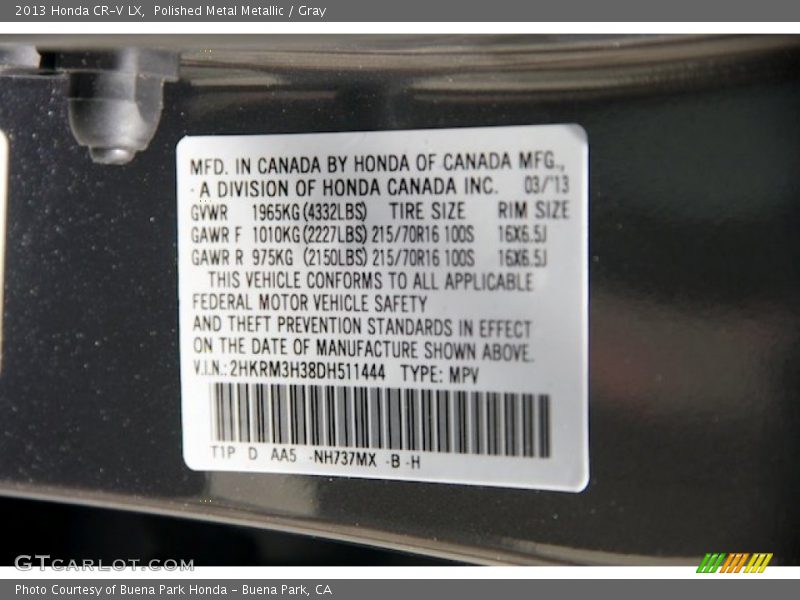 2013 Honda CR-V LX, Polished Metal Metallic / Gray
MFD. IN CANADA BY HONDA OF CANADA MFG.,
A DIVISION OF HONDA CANADA INC. 03/'13
GVWR 1965KG (4332LBS) TIRE SIZE RIM SIZE
GAWR F 1010KG (2227LBS) 215/70R16 100S 16X6.5J
GAWR R 975KG (2150LBS) 215/70R16 100S 16X6.5J
THIS VEHICLE CONFORMS TO ALL APPLICABLE
FEDERAL MOTOR VEHICLE SAFETY
AND THEFT PREVENTION STANDARDS IN EFFECT
ON THE DATE OF MANUFACTURE SHOWN ABOVE.
V.I.N.: 2HKRM3H38DH511444 TYPE: MPV
T1P D AA5 -NH737MX -B -H
GTCARLOT.COM
Photo Courtesy of Buena Park Honda - Buena Park, CA